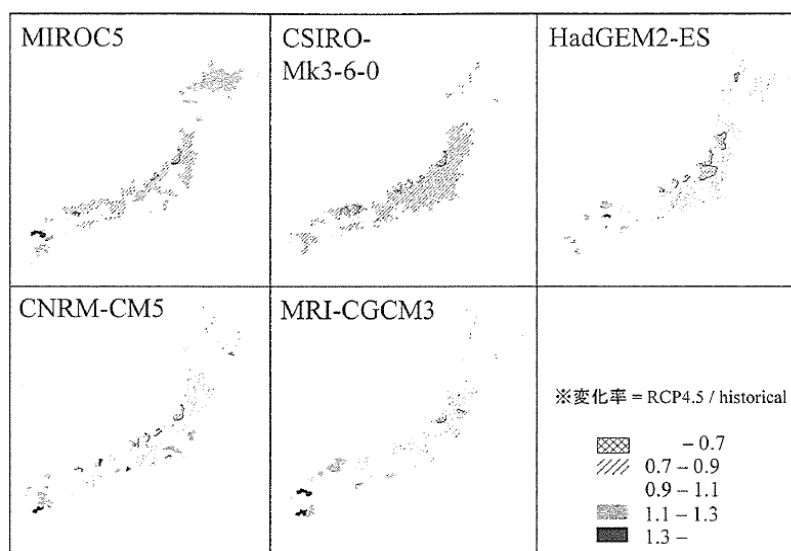 MIROC5
CSIRO-
Mk3-6-0
HadGEM2-ES
CNRM-CM5
MRI-CGCM3
※変化率 = RCP4.5 / historical
– 0.7
0.7 – 0.9
0.9 – 1.1
1.1 – 1.3
1.3 –